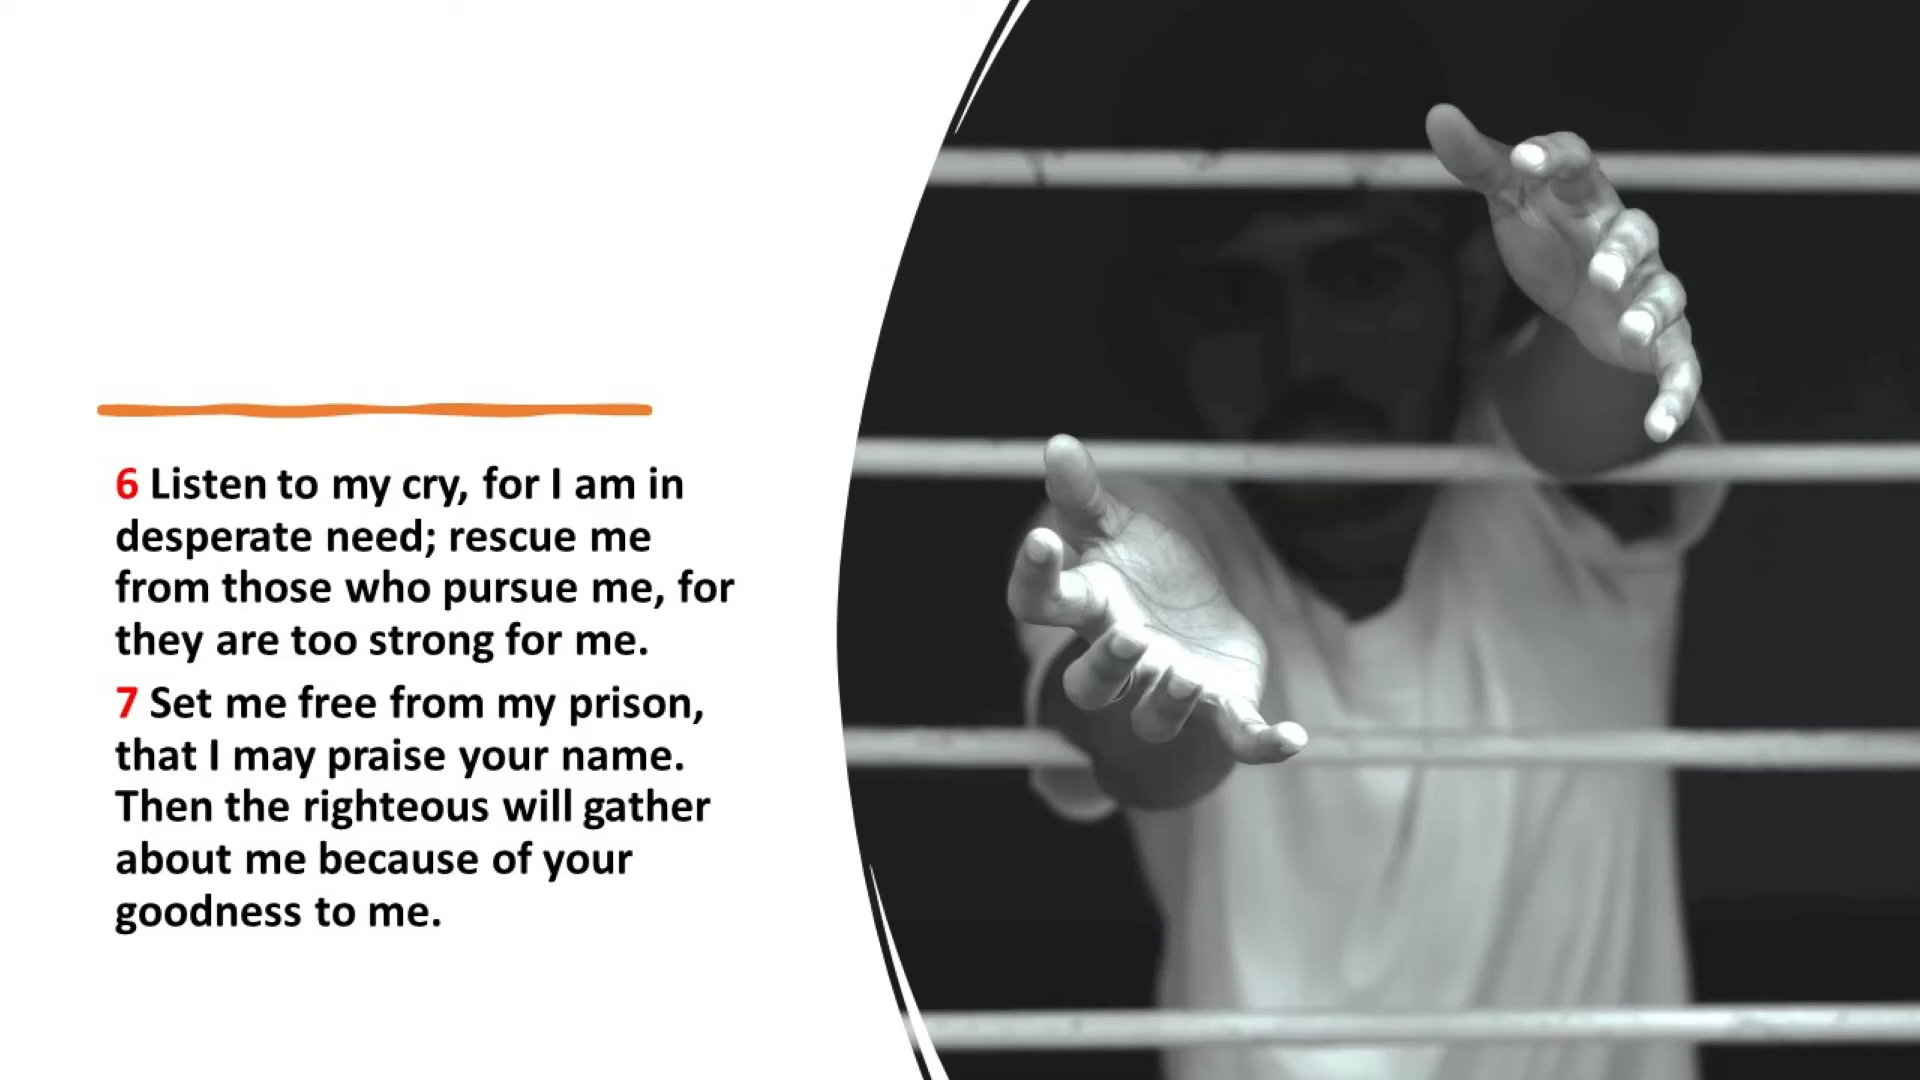 6 Listen to my cry, for I am in
desperate need; rescue me
from those who pursue me, for
they are too strong for me.
7 Set me free from my prison,
that I may praise your name.
Then the righteous will gather
about me because of your
goodness to me.